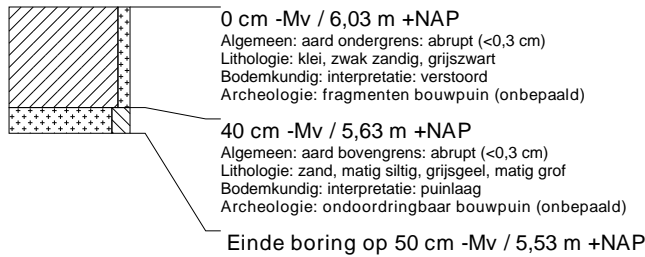 0 cm -Mv / 6,03 m +NAP
Algemeen: aard ondergrens: abrupt (<0,3 cm)
Lithologie: klei, zwak zandig, grijszwart
Bodemkundig: interpretatie: verstoord
Archeologie: fragmenten bouwpuin (onbepaald)
40 cm -Mv / 5,63 m +NAP
Algemeen: aard bovengrens: abrupt (<0,3 cm)
Lithologie: zand, matig siltig, grijsgeel, matig grof
Bodemkundig: interpretatie: puinlaag
Archeologie: ondoordringbaar bouwpuin (onbepaald)
Einde boring op 50 cm -Mv / 5,53 m +NAP